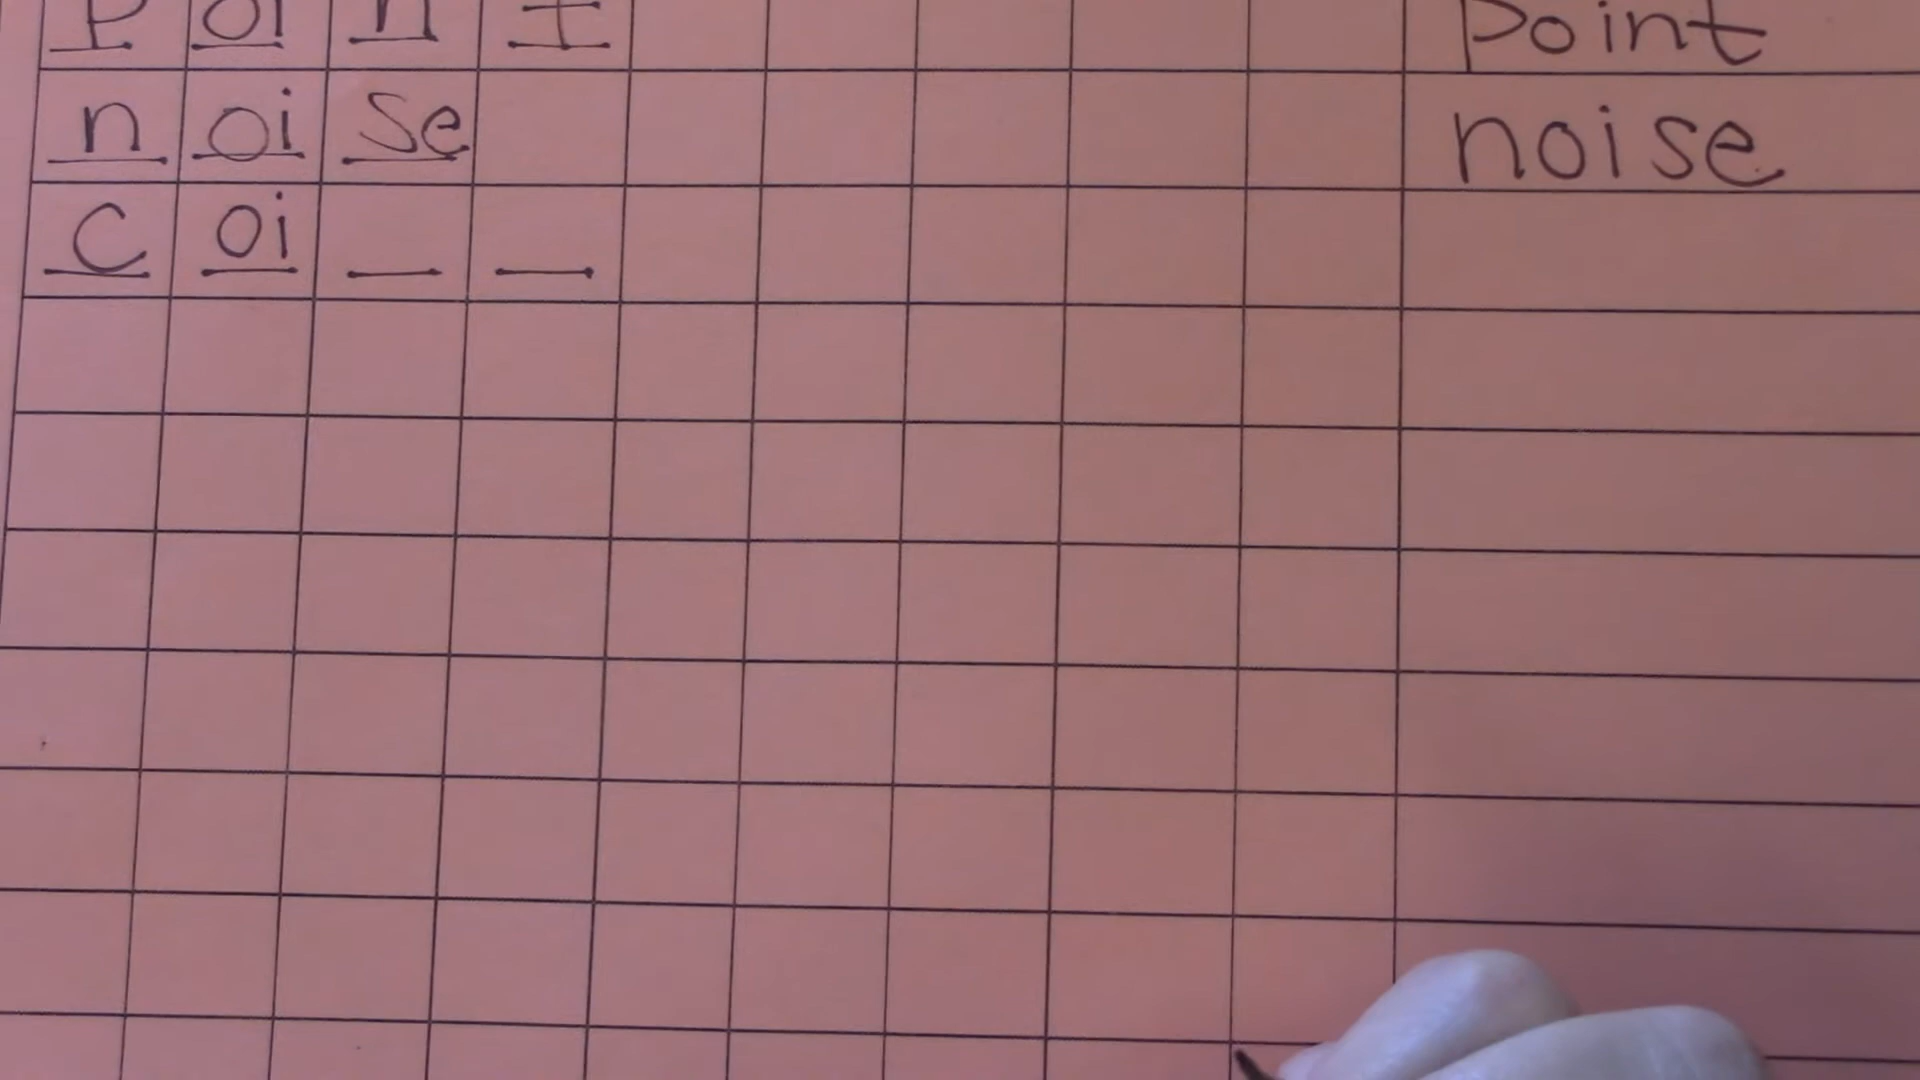 p oi n t point
n oi se noise
c oi _ _